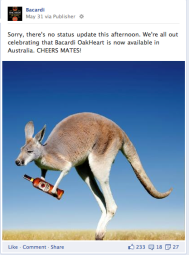 Bacardi
May 31 via Publisher
Sorry, there's no status update this afternoon. We're all out
celebrating that Bacardi OakHeart is now available in
Australia. CHEERS MATES!
Like · Comment · Share
233 18 27